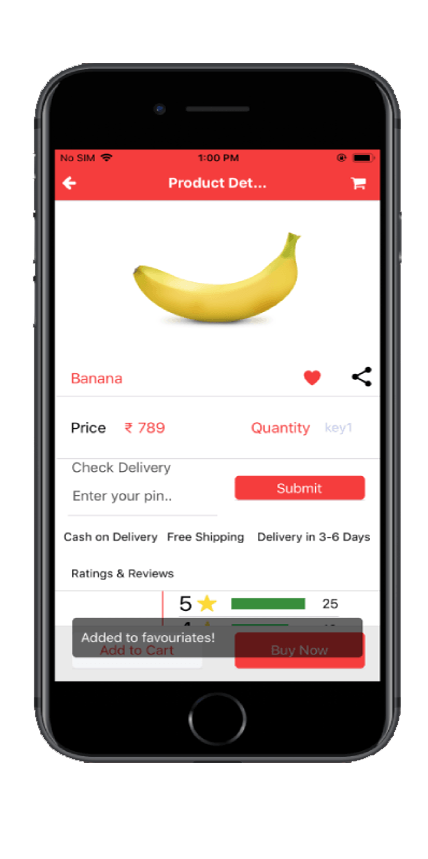 No SIM 1:00 PM
Product Det...
Banana
Price ₹ 789 Quantity key1
Check Delivery
Enter your pin..
Submit
Cash on Delivery Free Shipping Delivery in 3-6 Days
Ratings & Reviews
5 25
Added to favouriates!
Add to Cart Buy Now